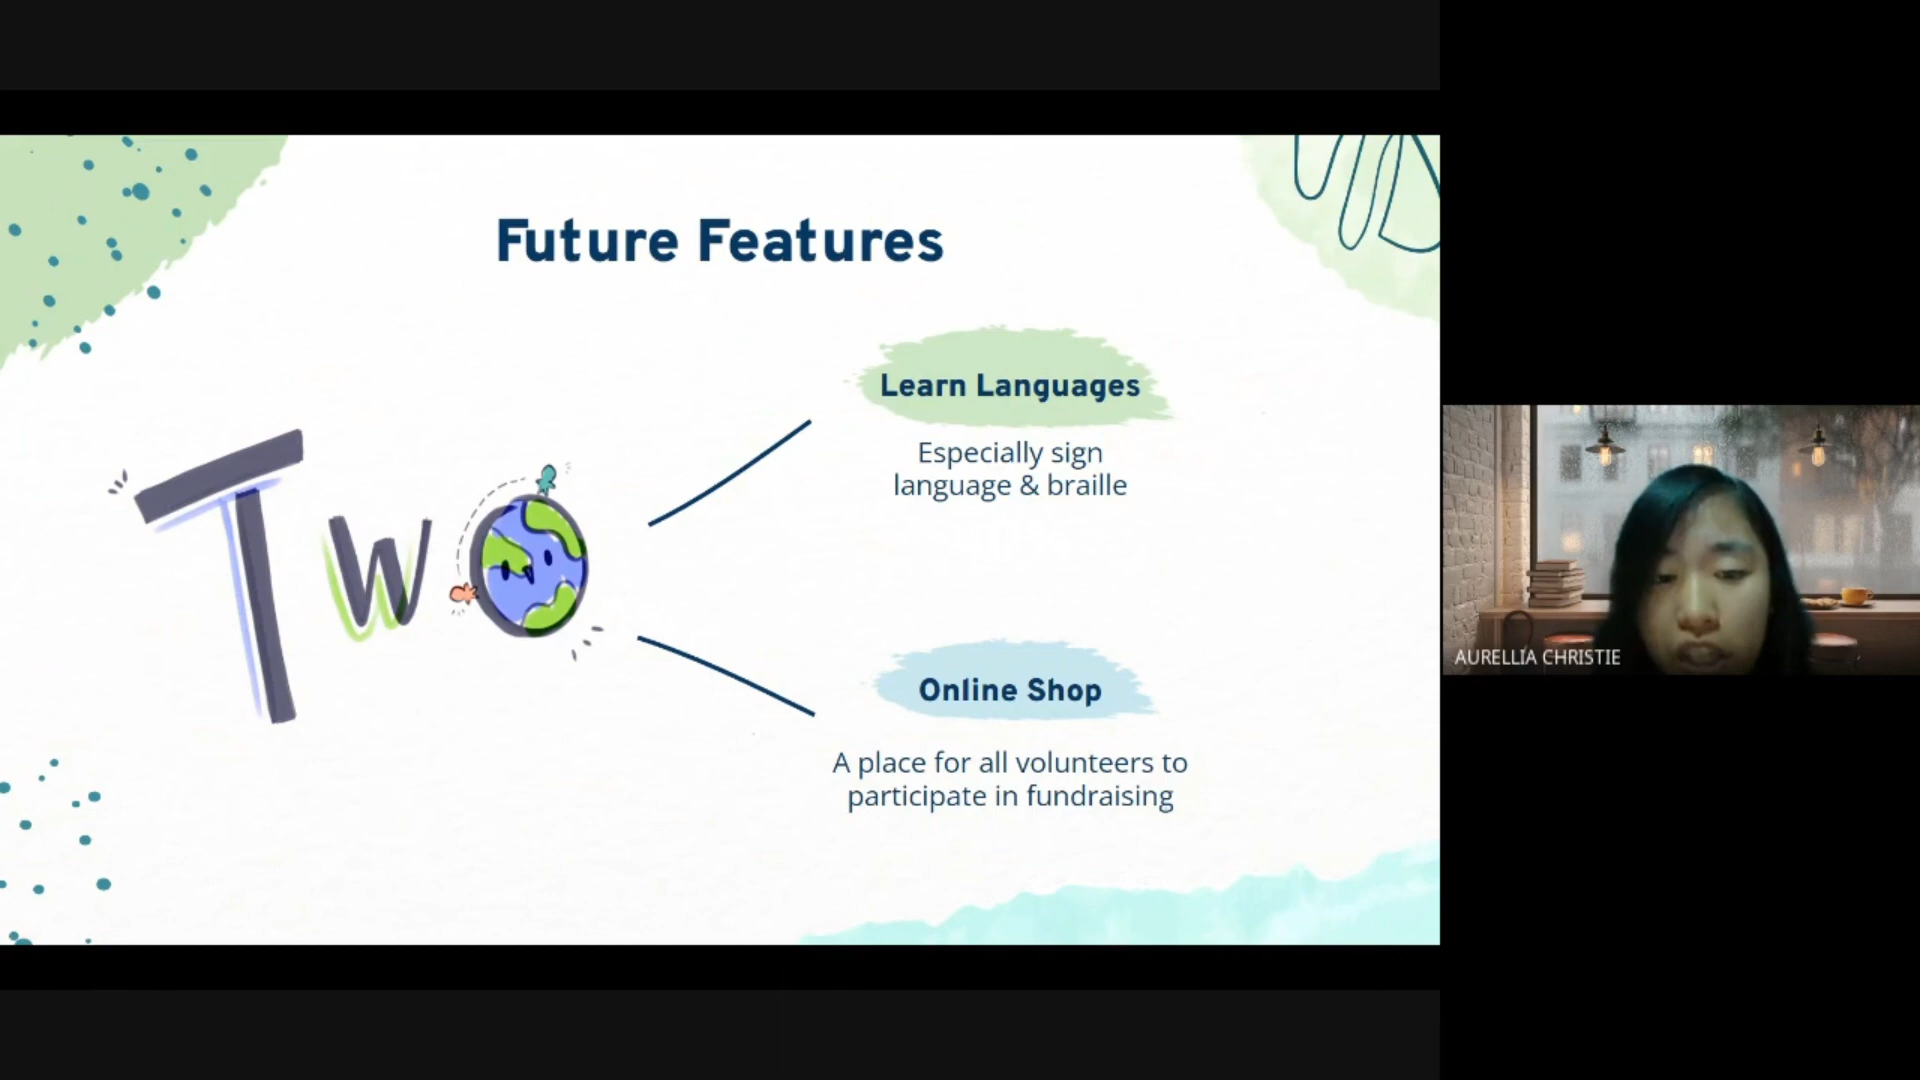 Future Features
Two
Learn Languages
Especially sign
language & braille
Online Shop
A place for all volunteers to
participate in fundraising
AURELLIA CHRISTIE